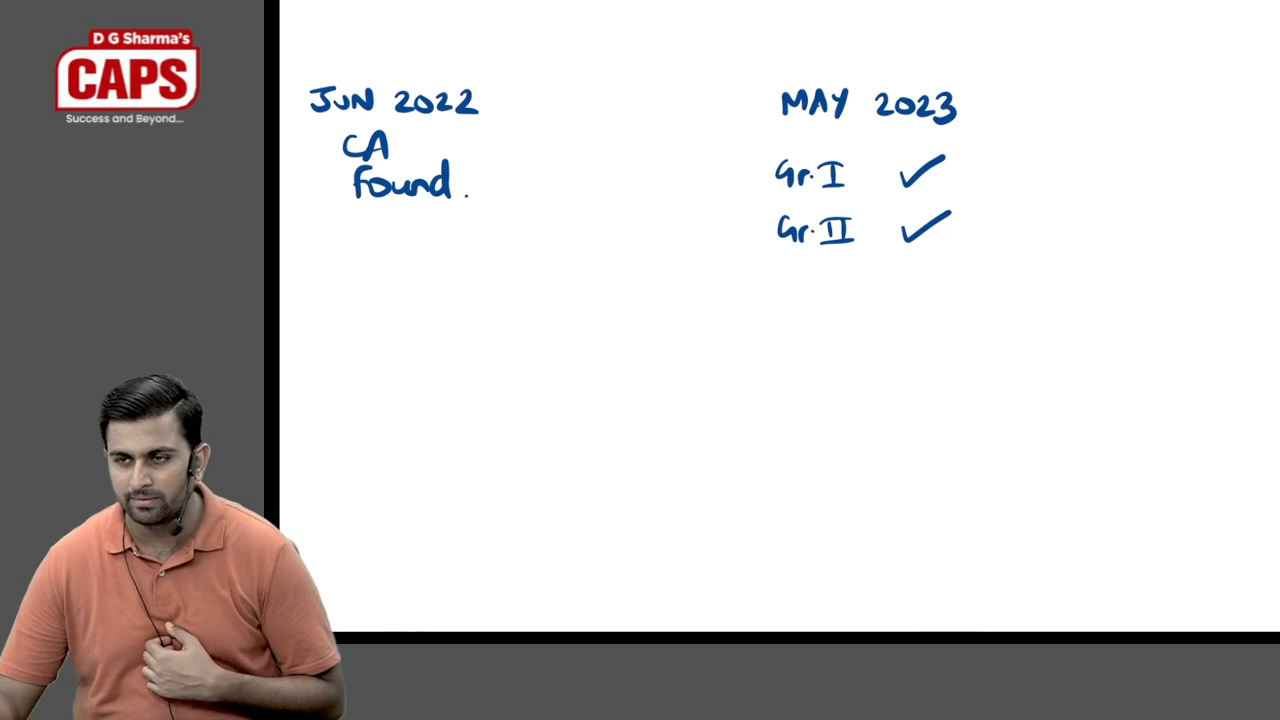 D G Sharma's
CAPS
Success and Beyond...
JUN 2022
CA
Found.
MAY 2023
Gr. I ✓
Gr. II ✓